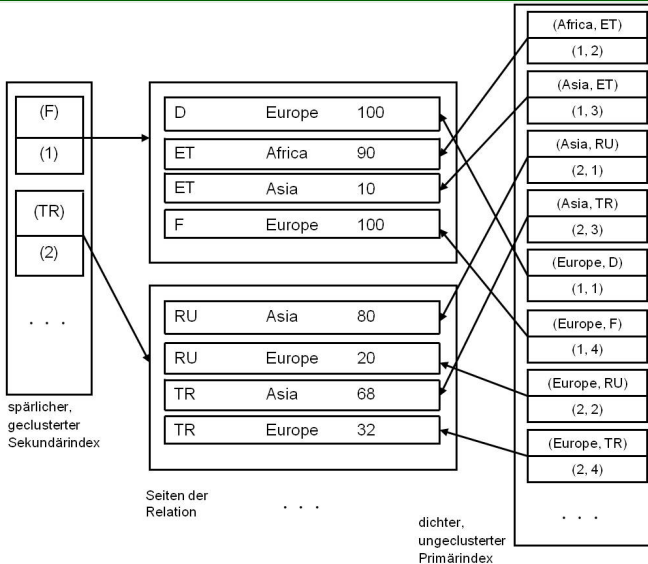 (F)
(1)
(TR)
(2)
. . .
spärlicher,
geclusterter
Sekundärindex
D Europe 100
ET Africa 90
ET Asia 10
F Europe 100
RU Asia 80
RU Europe 20
TR Asia 68
TR Europe 32
Seiten der
Relation
. . .
(Africa, ET)
(1, 2)
(Asia, ET)
(1, 3)
(Asia, RU)
(2, 1)
(Asia, TR)
(2, 3)
(Europe, D)
(1, 1)
(Europe, F)
(1, 4)
(Europe, RU)
(2, 2)
(Europe, TR)
(2, 4)
. . .
dichter,
ungeclusterter
Primärindex